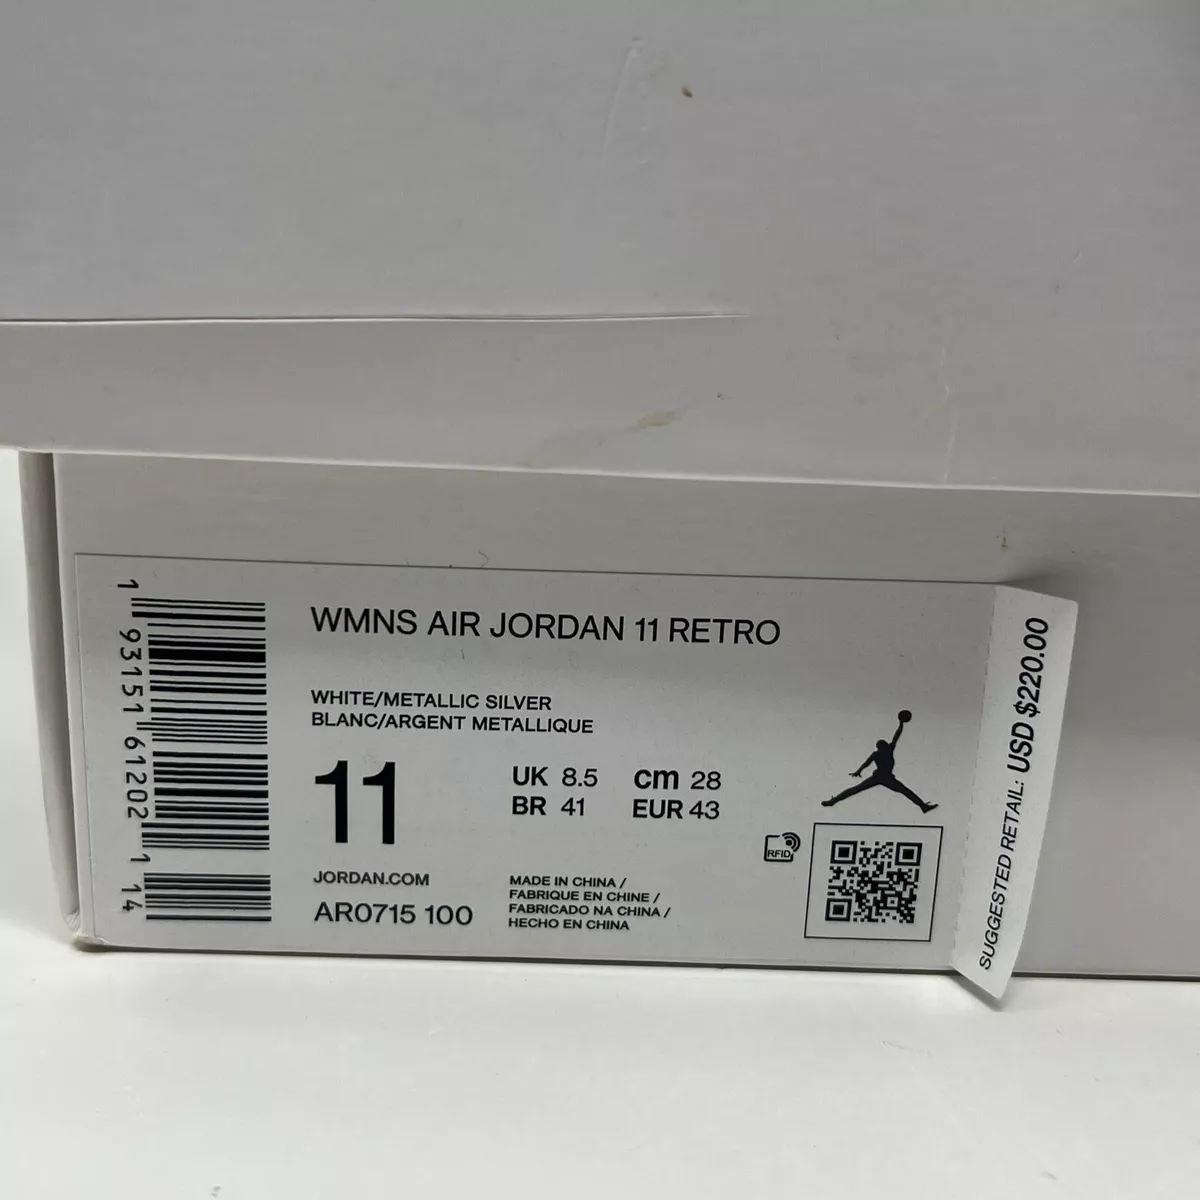 WMNS AIR JORDAN 11 RETRO
WHITE/METALLIC SILVER
BLANC/ARGENT METALLIQUE
11
UK 8.5 cm 28
BR 41 EUR 43
JORDAN.COM
AR0715 100
MADE IN CHINA /
FABRIQUE EN CHINE /
FABRICADO NA CHINA /
HECHO EN CHINA
RFID
1 93151 61202 1 14
SUGGESTED RETAIL: USD $220.00